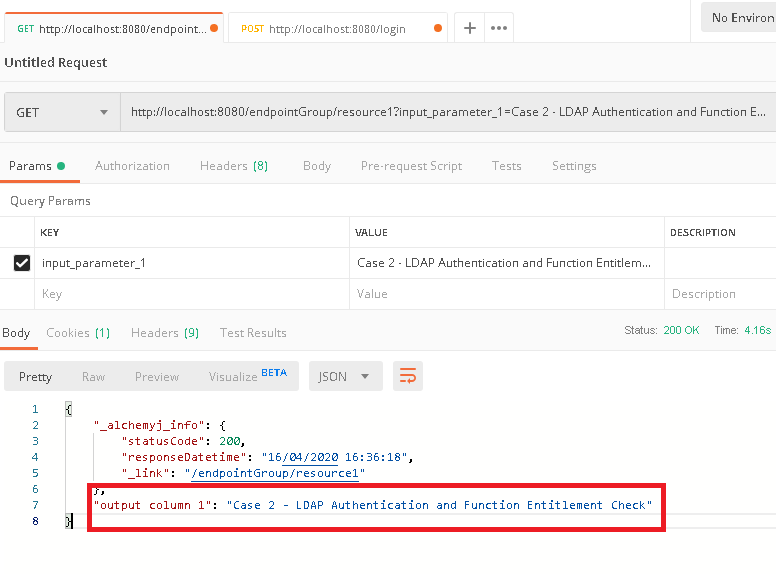 GET http://localhost:8080/endpoint... POST http://localhost:8080/login + ••• No Environ
Untitled Request
GET http://localhost:8080/endpointGroup/resource1?input_parameter_1=Case 2 - LDAP Authentication and Function E...
Params Authorization Headers (8) Body Pre-request Script Tests Settings
Query Params
KEY VALUE DESCRIPTION
input_parameter_1 Case 2 - LDAP Authentication and Function Entitlem...
Key Value Description
Body Cookies (1) Headers (9) Test Results Status: 200 OK Time: 4.16s
Pretty Raw Preview Visualize BETA JSON
1 {
2 "_alchemyj_info": {
3 "statusCode": 200,
4 "responseDatetime": "16/04/2020 16:36:18",
5 "_link": "/endpointGroup/resource1"
6 },
7 "output column 1": "Case 2 - LDAP Authentication and Function Entitlement Check"
8 }